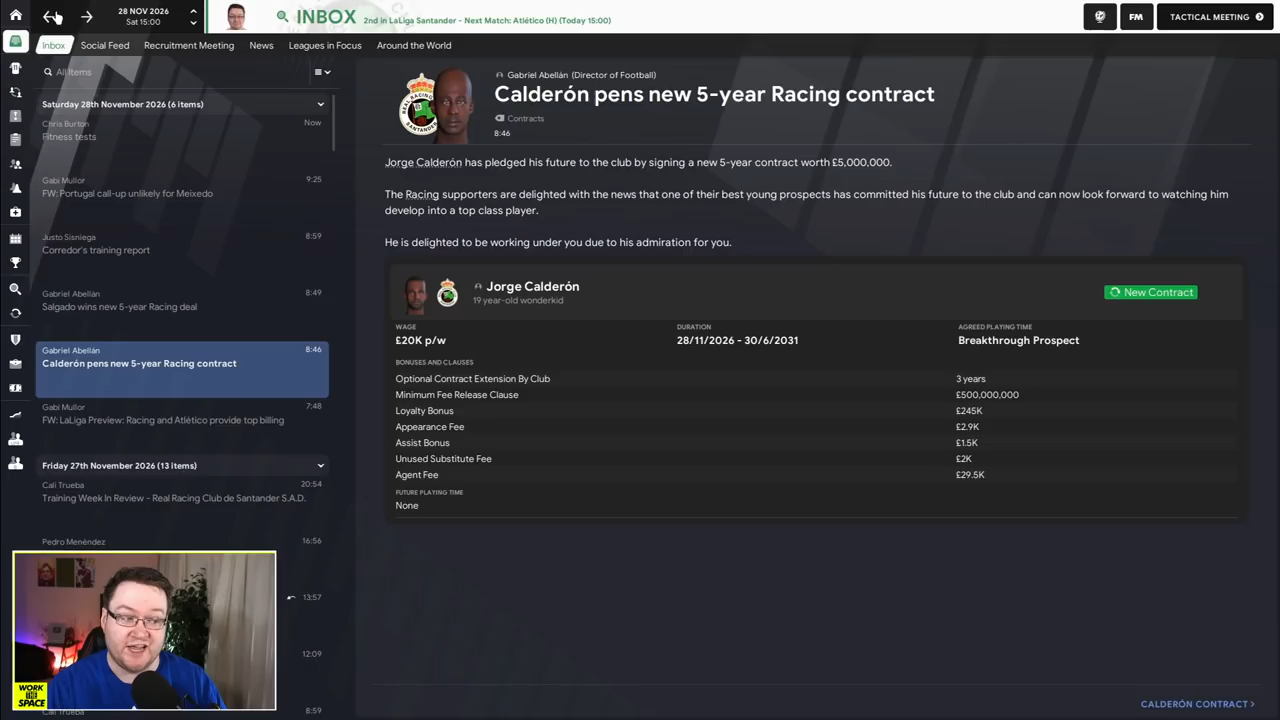 28 NOV 2026
Sat 15:00
INBOX
2nd in LaLiga Santander - Next Match: Atlético (H) (Today 15:00)
FM
TACTICAL MEETING
Inbox
Social Feed
Recruitment Meeting
News
Leagues in Focus
Around the World
All Items
Saturday 28th November 2026 (6 items)
Chris Burton
Now
Fitness tests
Gabi Mullor
9:25
FW: Portugal call-up unlikely for Meixedo
Justo Sisniega
8:59
Corredor's training report
Gabriel Abellán
8:49
Salgado wins new 5-year Racing deal
Gabriel Abellán
8:46
Calderón pens new 5-year Racing contract
Gabi Mullor
7:48
FW: LaLiga Preview: Racing and Atlético provide top billing
Friday 27th November 2026 (13 items)
Cali Trueba
20:54
Training Week In Review - Real Racing Club de Santander S.A.D.
Pedro Menéndez
16:56
13:57
12:09
Cali Trueba
8:59
WORK
THE
SPACE
Gabriel Abellán (Director of Football)
Calderón pens new 5-year Racing contract
Contracts
8:46
Jorge Calderón has pledged his future to the club by signing a new 5-year contract worth £5,000,000.
The Racing supporters are delighted with the news that one of their best young prospects has committed his future to the club and can now look forward to watching him
develop into a top class player.
He is delighted to be working under you due to his admiration for you.
Jorge Calderón
19 year-old wonderkid
New Contract
WAGE
DURATION
AGREED PLAYING TIME
£20K p/w
28/11/2026 - 30/6/2031
Breakthrough Prospect
BONUSES AND CLAUSES
Optional Contract Extension By Club
3 years
Minimum Fee Release Clause
£500,000,000
Loyalty Bonus
£245K
Appearance Fee
£2.9K
Assist Bonus
£1.5K
Unused Substitute Fee
£2K
Agent Fee
£29.5K
FUTURE PLAYING TIME
None
CALDERÓN CONTRACT >